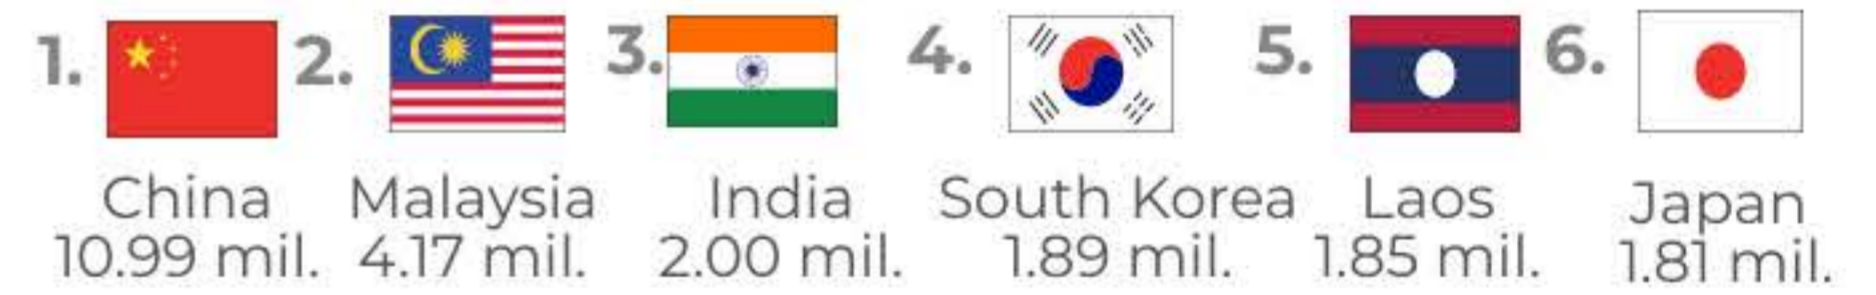 1. 2. 3. 4. 5. 6.
China Malaysia India South Korea Laos Japan
10.99 mil. 4.17 mil. 2.00 mil. 1.89 mil. 1.85 mil. 1.81 mil.